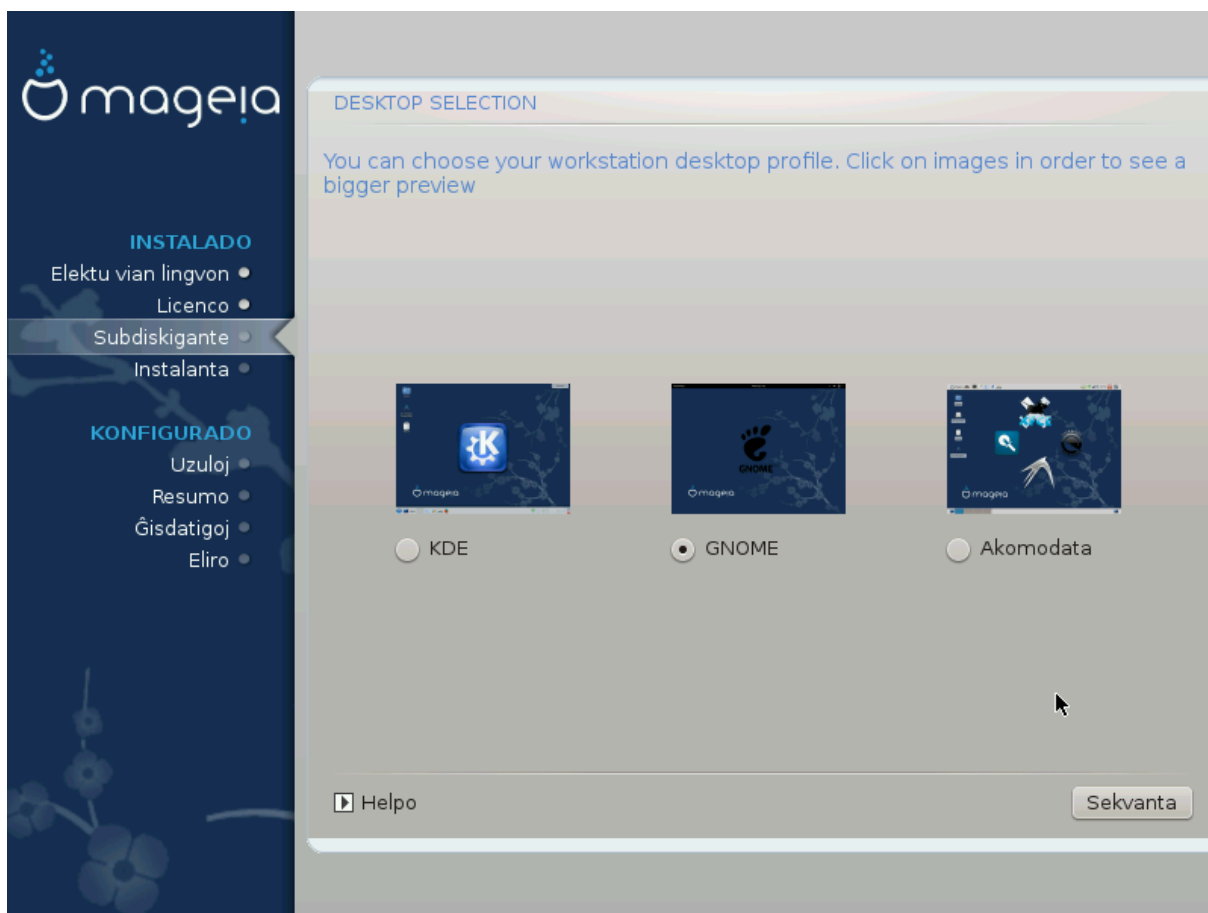 mageia
INSTALADO
Elektu vian lingvon
Licenco
Subdiskigante
Instalanta
KONFIGURADO
Uzuloj
Resumo
Ĝisdatigoj
Eliro
DESKTOP SELECTION
You can choose your workstation desktop profile. Click on images in order to see a
bigger preview
mageia
GNOME
mageia
mageia
KDE
GNOME
Akomodata
Helpo
Sekvanta